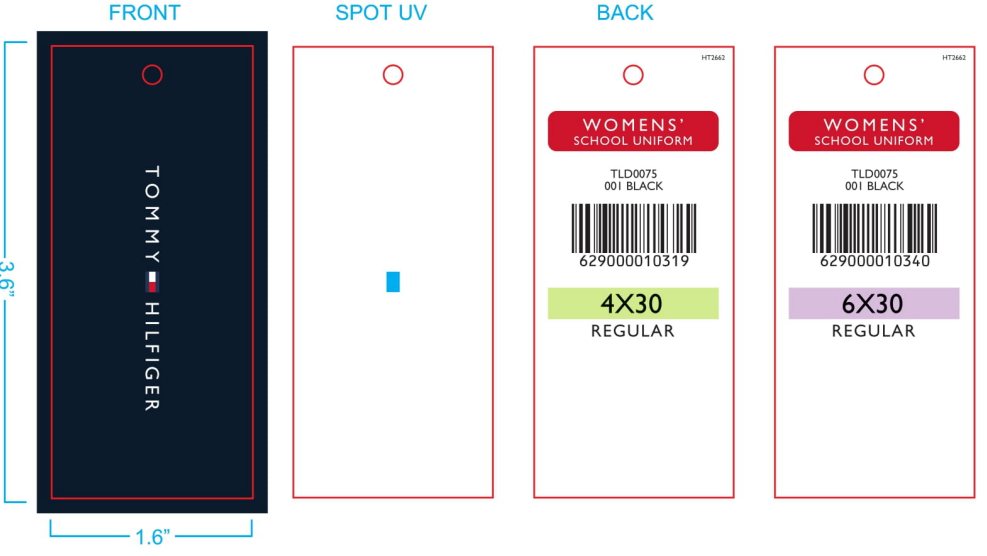 FRONT
SPOT UV
BACK
3.6"
1.6"
TOMMY HILFIGER
HT2662
WOMENS'
SCHOOL UNIFORM
TLD0075
001 BLACK
629000010319
4X30
REGULAR
HT2662
WOMENS'
SCHOOL UNIFORM
TLD0075
001 BLACK
629000010340
6X30
REGULAR